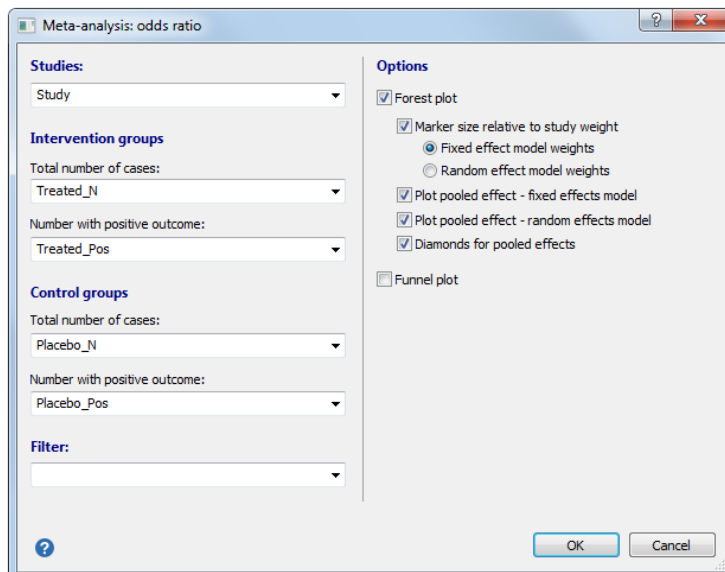 Meta-analysis: odds ratio
Studies:
Study
Intervention groups
Total number of cases:
Treated_N
Number with positive outcome:
Treated_Pos
Control groups
Total number of cases:
Placebo_N
Number with positive outcome:
Placebo_Pos
Filter:
Options
Forest plot
Marker size relative to study weight
Fixed effect model weights
Random effect model weights
Plot pooled effect - fixed effects model
Plot pooled effect - random effects model
Diamonds for pooled effects
Funnel plot
OK
Cancel